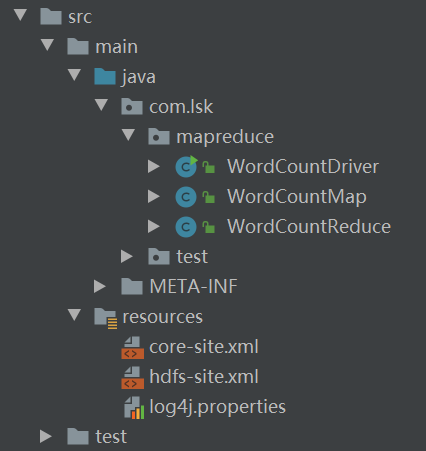 src
main
java
com.lsk
mapreduce
WordCountDriver
WordCountMap
WordCountReduce
test
META-INF
resources
core-site.xml
hdfs-site.xml
log4j.properties
test